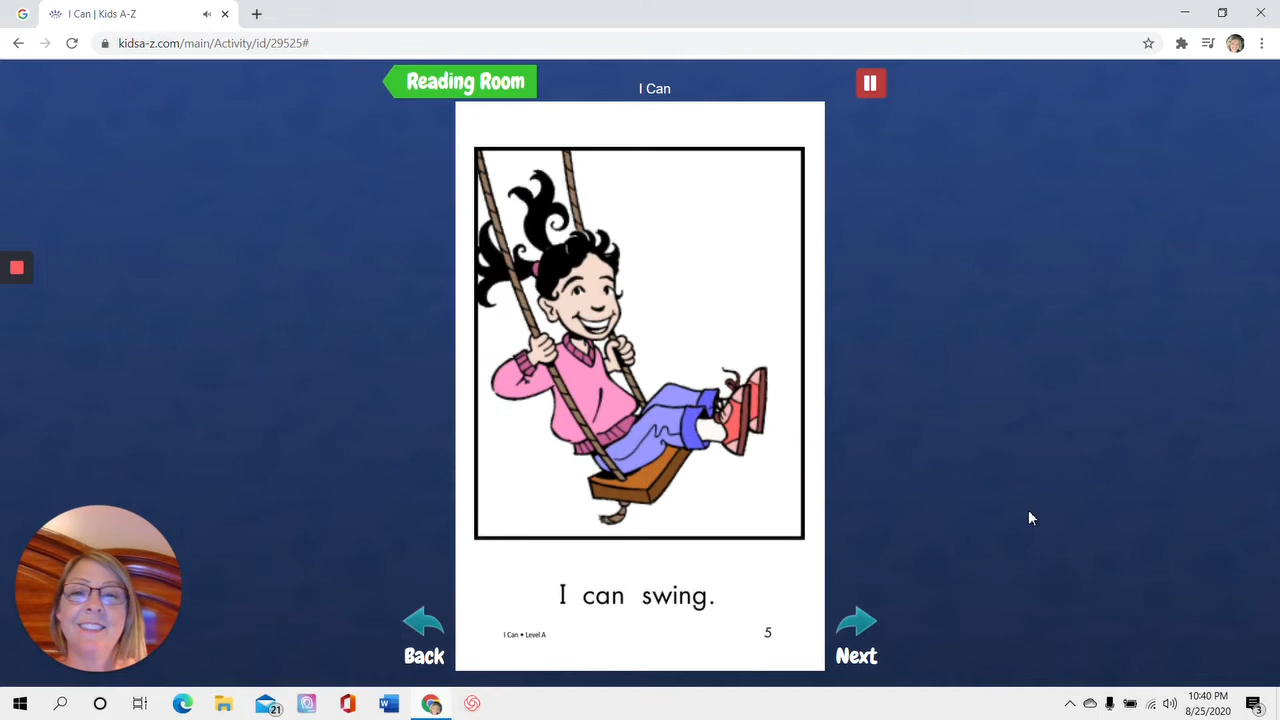 I Can | Kids A-Z
kidsa-z.com/main/Activity/id/29525#
Reading Room
I Can
I can swing.
I Can • Level A
5
Back
Next
21
10:40 PM
8/25/2020
3